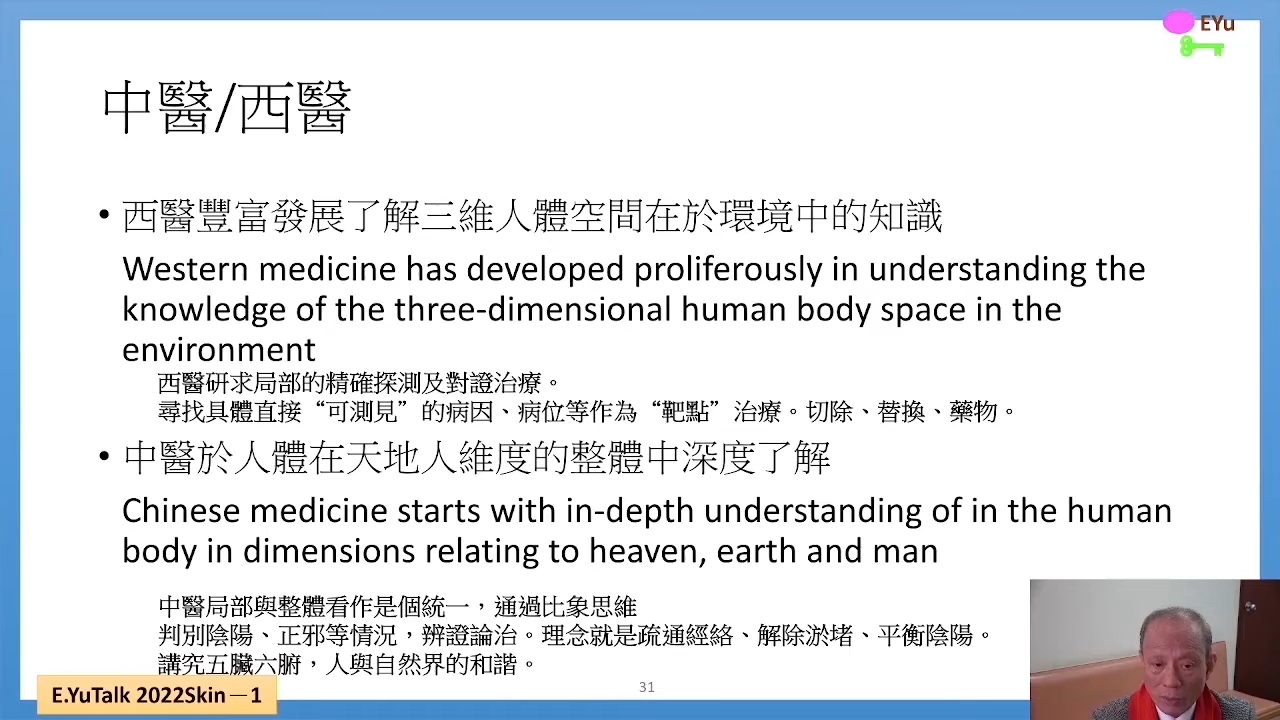 EYu
中醫/西醫
• 西醫豐富發展了解三維人體空間在於環境中的知識
Western medicine has developed proliferously in understanding the
knowledge of the three-dimensional human body space in the
environment
西醫研求局部的精確探測及對證治療。
尋找具體直接“可測見”的病因、病位等作為“靶點”治療。切除、替換、藥物。
• 中醫於人體在天地人維度的整體中深度了解
Chinese medicine starts with in-depth understanding of in the human
body in dimensions relating to heaven, earth and man
中醫局部與整體看作是個統一，通過比象思維
判別陰陽、正邪等情況，辨證論治。理念就是疏通經絡、解除淤堵、平衡陰陽。
講究五臟六腑，人與自然界的和諧。
E.YuTalk 2022Skin－1
31